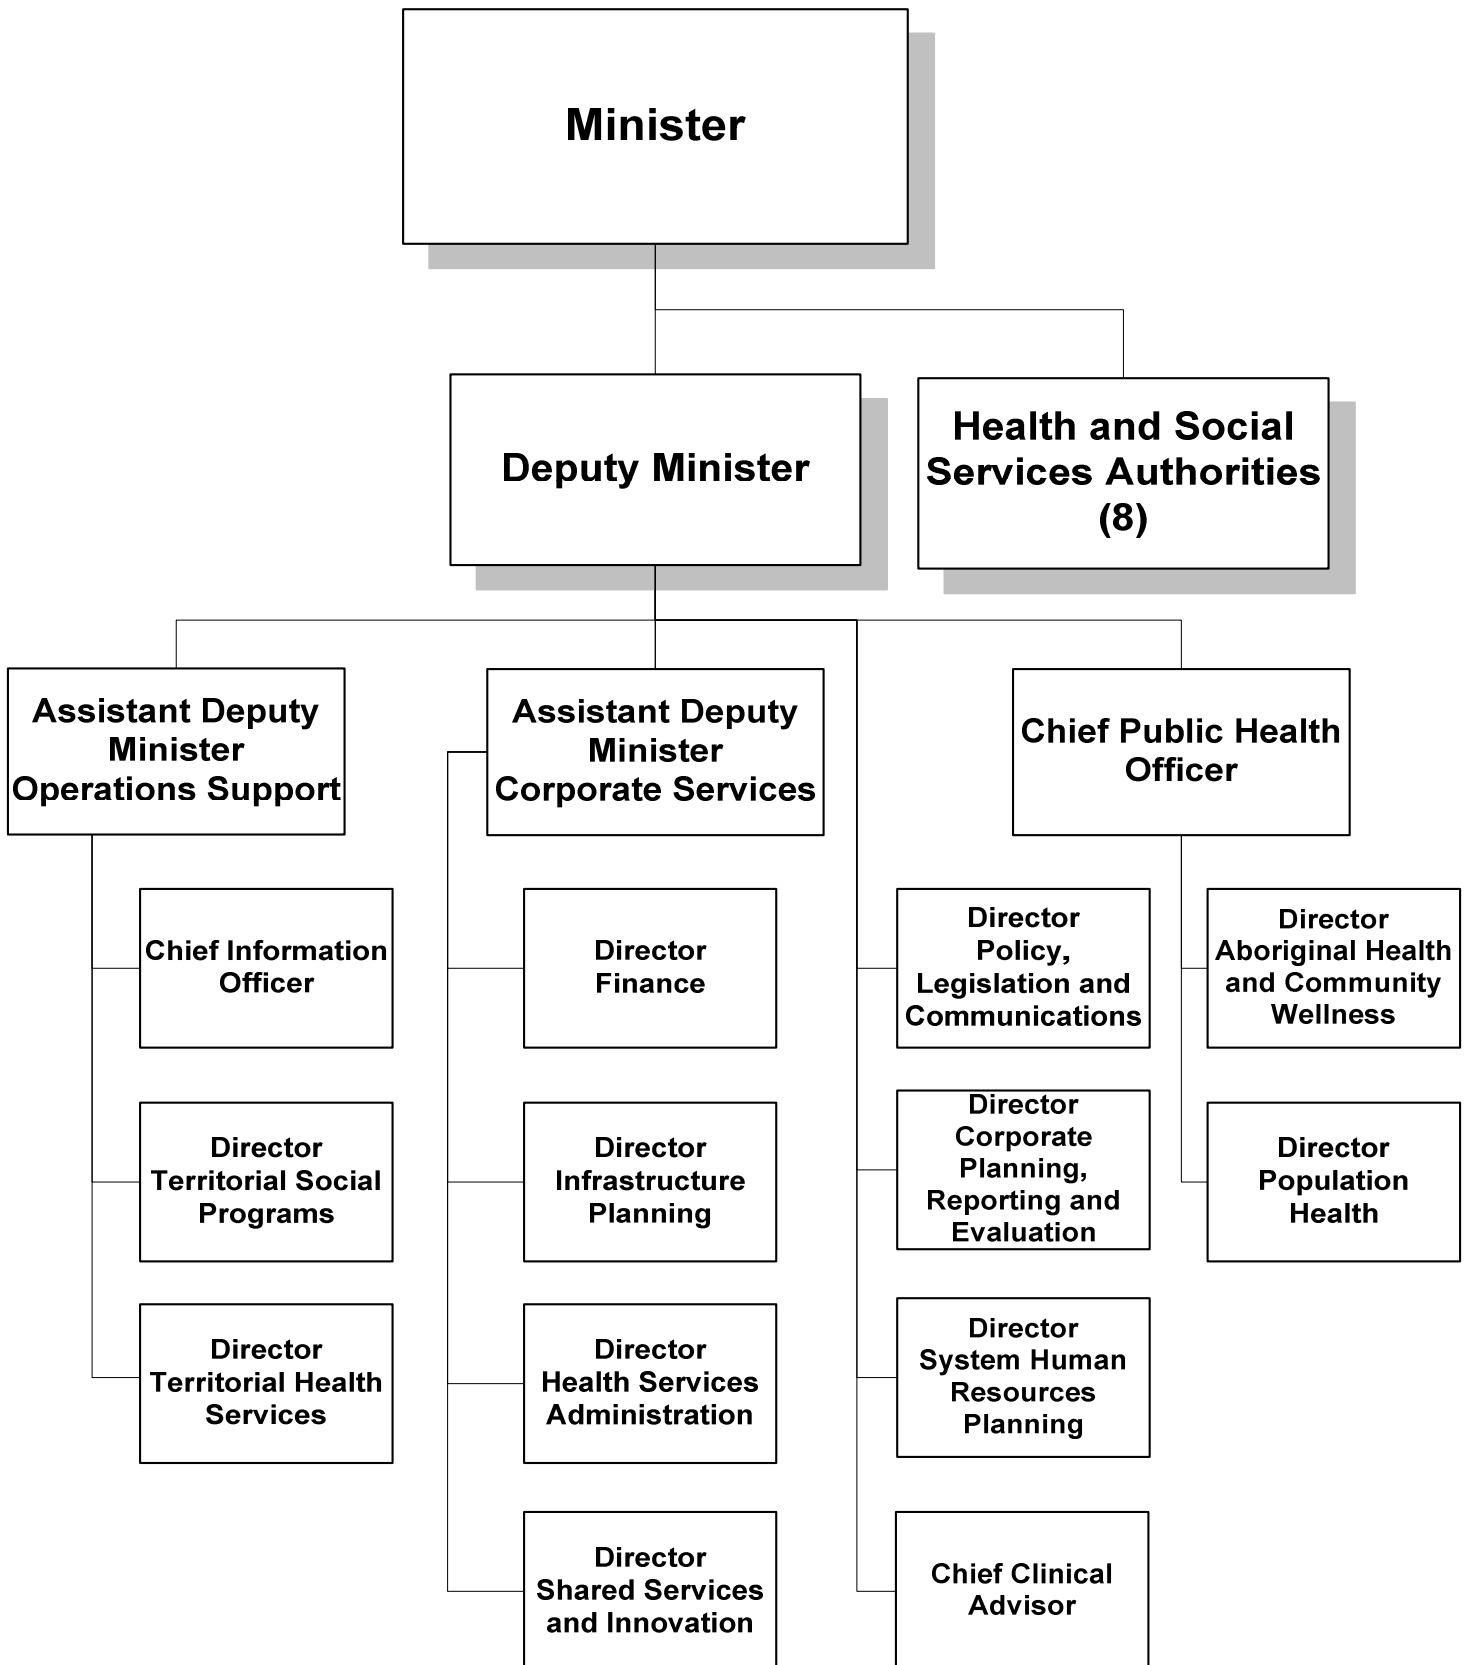 Minister
Deputy Minister
Health and Social
Services Authorities
(8)
Assistant Deputy
Minister
Operations Support
Assistant Deputy
Minister
Corporate Services
Chief Public Health
Officer
Chief Information
Officer
Director
Finance
Director
Policy,
Legislation and
Communications
Director
Aboriginal Health
and Community
Wellness
Director
Territorial Social
Programs
Director
Infrastructure
Planning
Director
Corporate
Planning,
Reporting and
Evaluation
Director
Population
Health
Director
Territorial Health
Services
Director
Health Services
Administration
Director
System Human
Resources
Planning
Director
Shared Services
and Innovation
Chief Clinical
Advisor